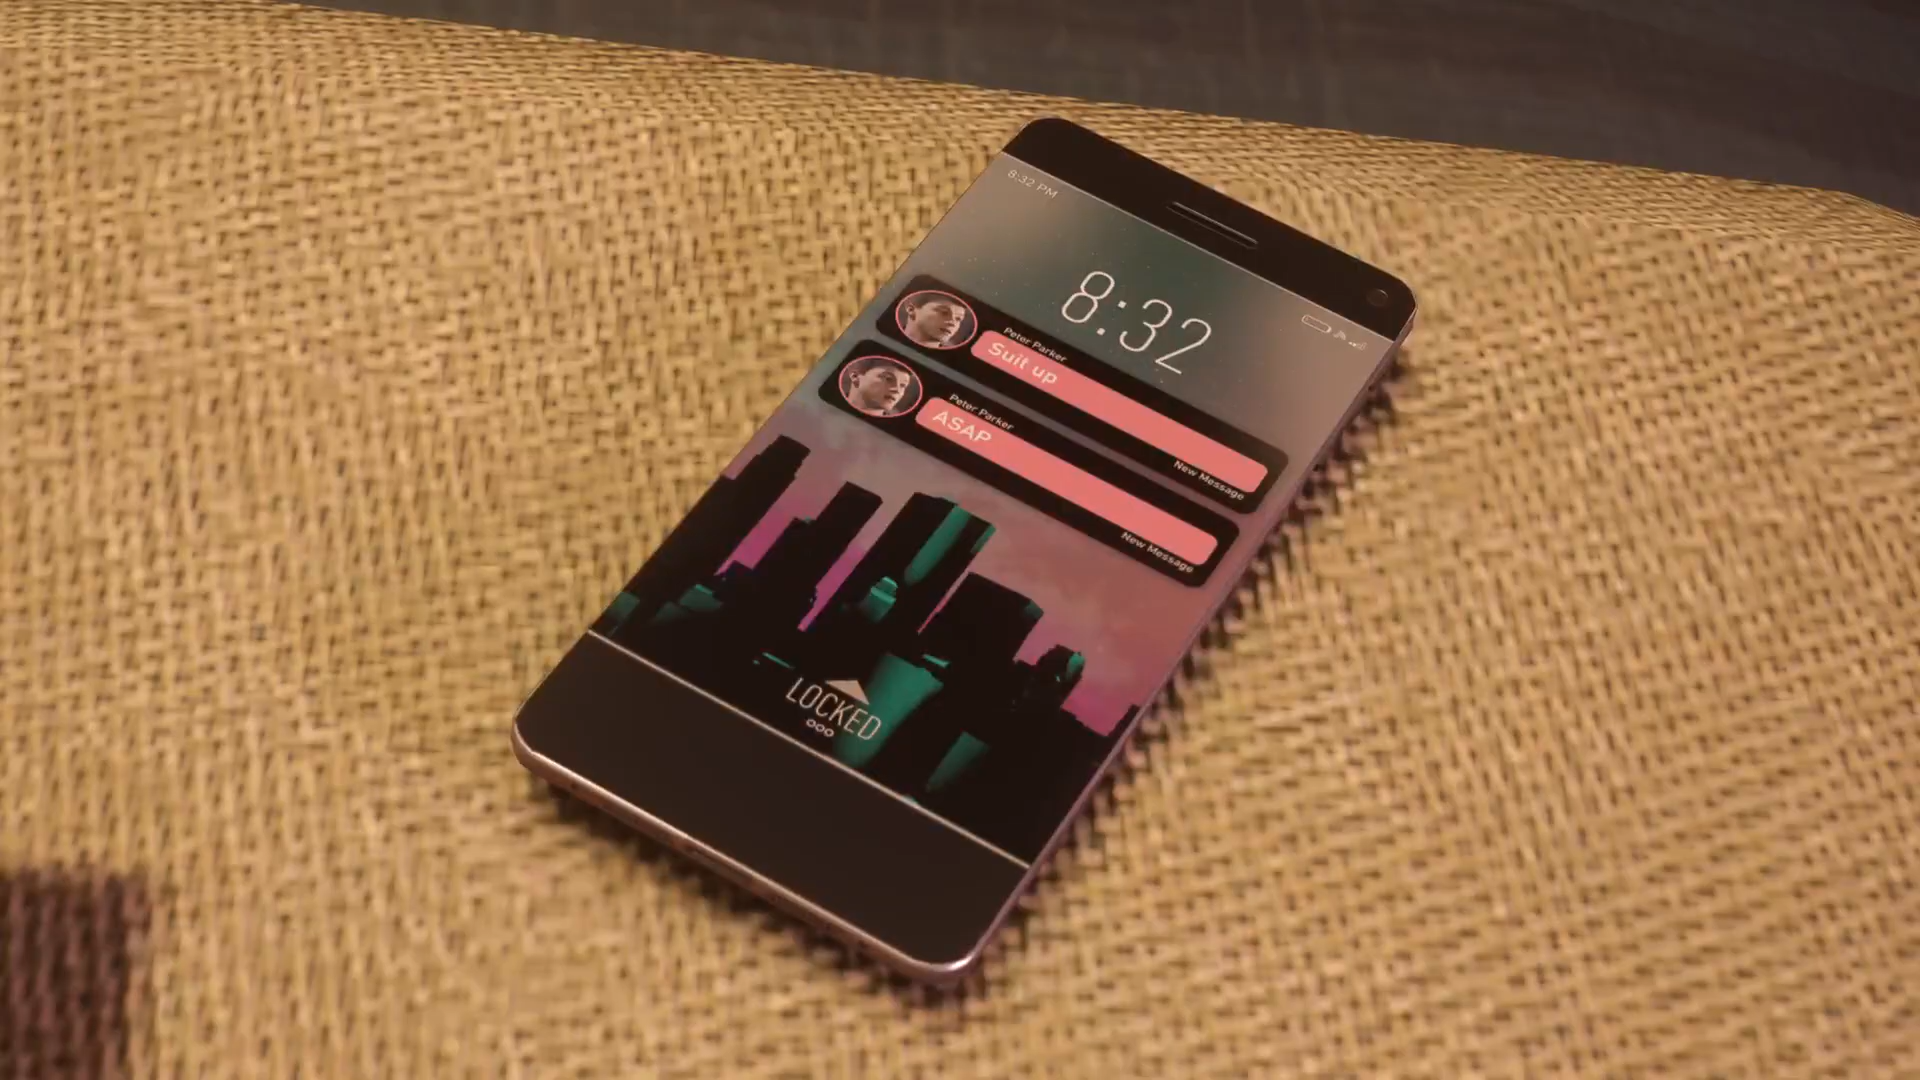 8:32 PM
8:32
Peter Parker
Suit up
New Message
Peter Parker
ASAP
New Message
LOCKED